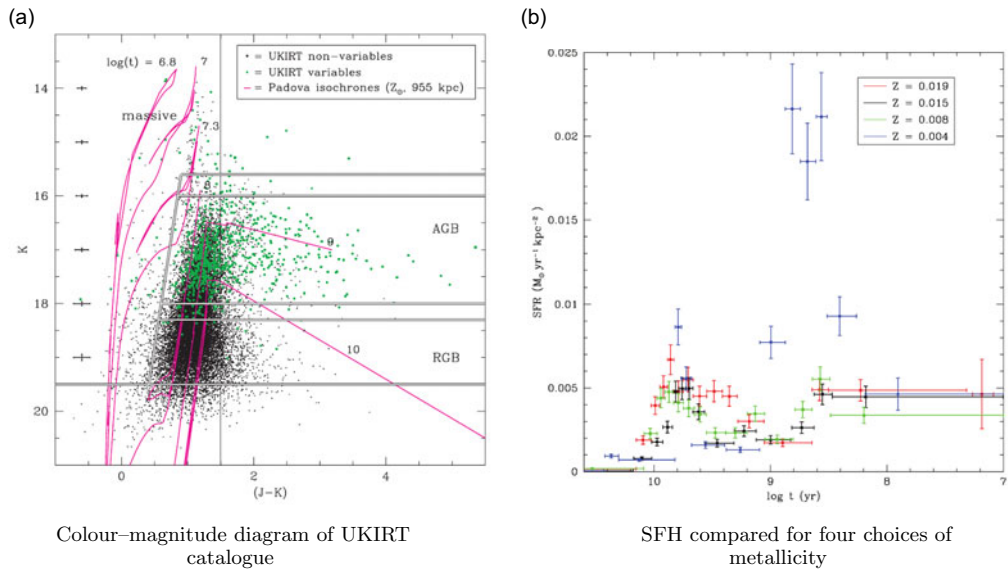 (a)
(b)
= UKIRT non-variables
= UKIRT variables
= Padova isochrones (Z⊙, 955 kpc)
log(t) = 6.8
7
massive
7.3
8
9
10
AGB
RGB
14
16
18
20
K
0
2
4
(J-K)
Colour–magnitude diagram of UKIRT
catalogue
0.025
0.02
0.015
0.01
0.005
0
SFR (M⊙ yr⁻¹ kpc⁻²)
Z = 0.019
Z = 0.015
Z = 0.008
Z = 0.004
10
9
8
7
log t (yr)
SFH compared for four choices of
metallicity